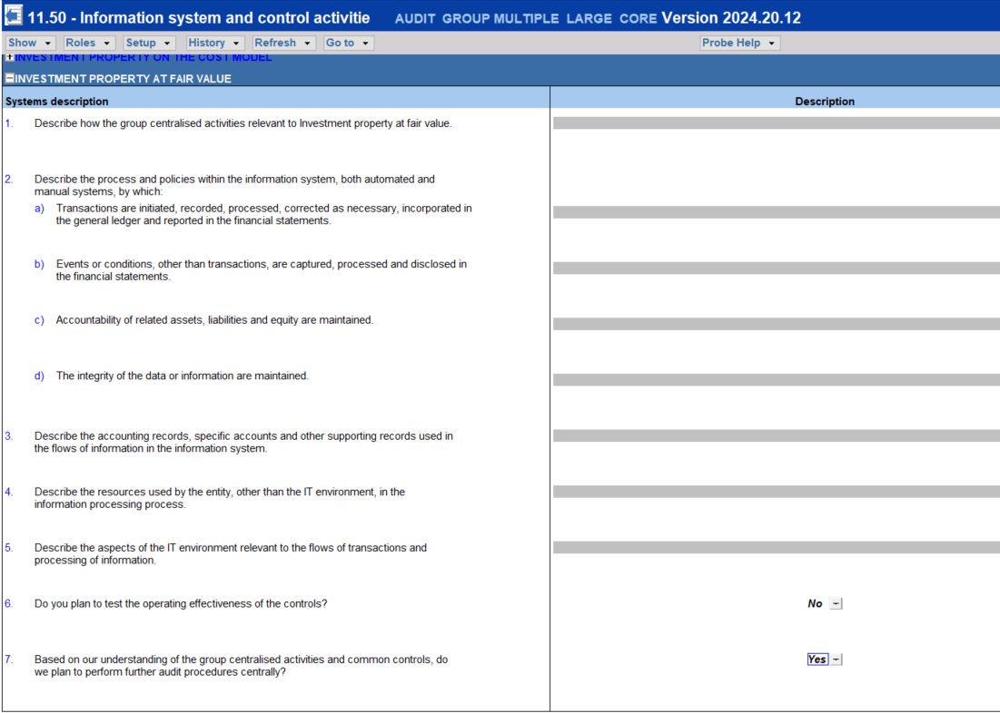 11.50 - Information system and control activitie AUDIT GROUP MULTIPLE LARGE CORE Version 2024.20.12
Show Roles Setup History Refresh Go to Probe Help
INVESTMENT PROPERTY ON THE COST MODEL
INVESTMENT PROPERTY AT FAIR VALUE
Systems description Description
1. Describe how the group centralised activities relevant to Investment property at fair value.
2. Describe the process and policies within the information system, both automated and
manual systems, by which:
a) Transactions are initiated, recorded, processed, corrected as necessary, incorporated in
the general ledger and reported in the financial statements.
b) Events or conditions, other than transactions, are captured, processed and disclosed in
the financial statements.
c) Accountability of related assets, liabilities and equity are maintained.
d) The integrity of the data or information are maintained.
3. Describe the accounting records, specific accounts and other supporting records used in
the flows of information in the information system.
4. Describe the resources used by the entity, other than the IT environment, in the
information processing process.
5. Describe the aspects of the IT environment relevant to the flows of transactions and
processing of information.
6. Do you plan to test the operating effectiveness of the controls? No
7. Based on our understanding of the group centralised activities and common controls, do Yes
we plan to perform further audit procedures centrally?